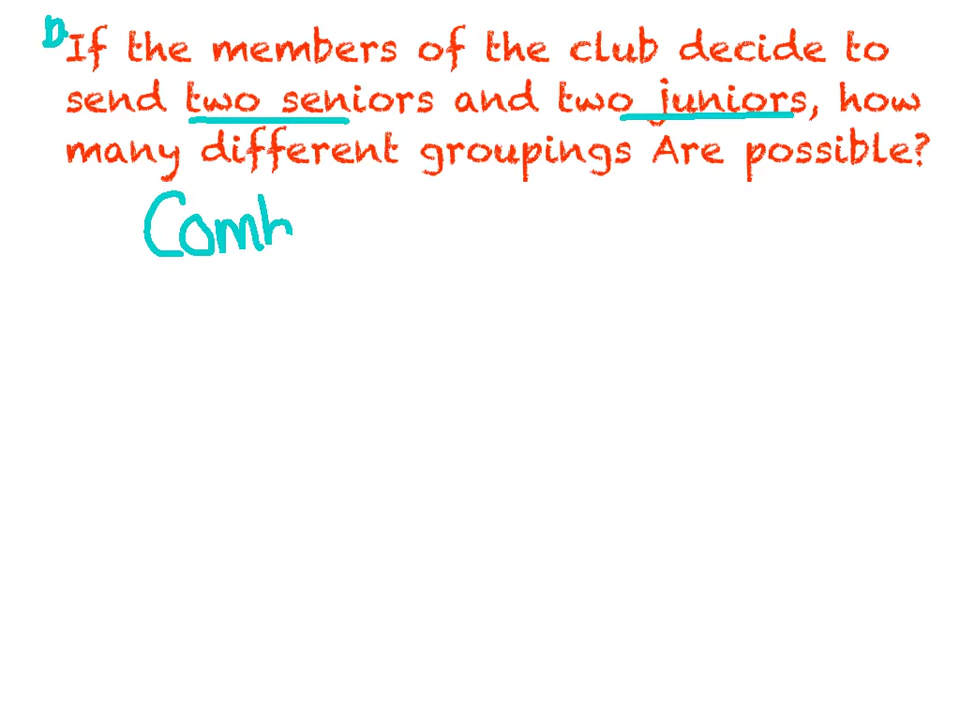 D If the members of the club decide to
send two seniors and two juniors, how
many different groupings Are possible?
Comh